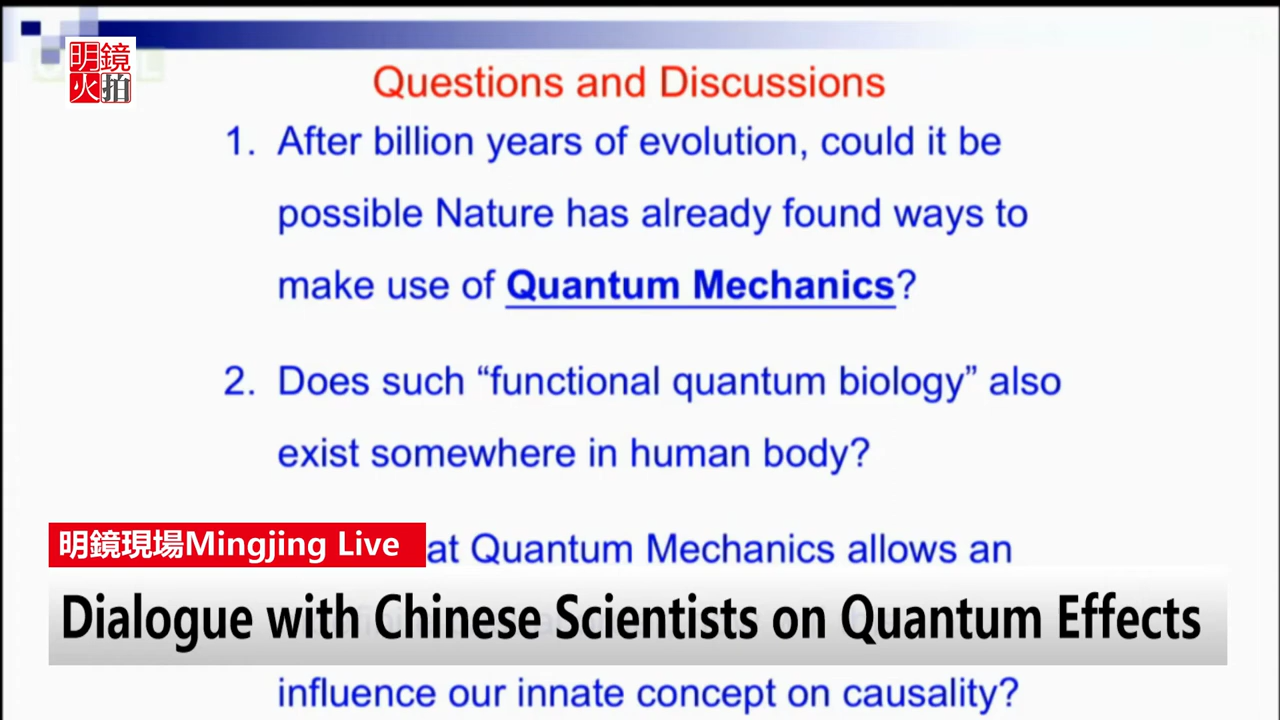 明鏡
火拍
Questions and Discussions
1. After billion years of evolution, could it be
possible Nature has already found ways to
make use of Quantum Mechanics?
2. Does such “functional quantum biology” also
exist somewhere in human body?
明鏡現場Mingjing Live
at Quantum Mechanics allows an
Dialogue with Chinese Scientists on Quantum Effects
influence our innate concept on causality?